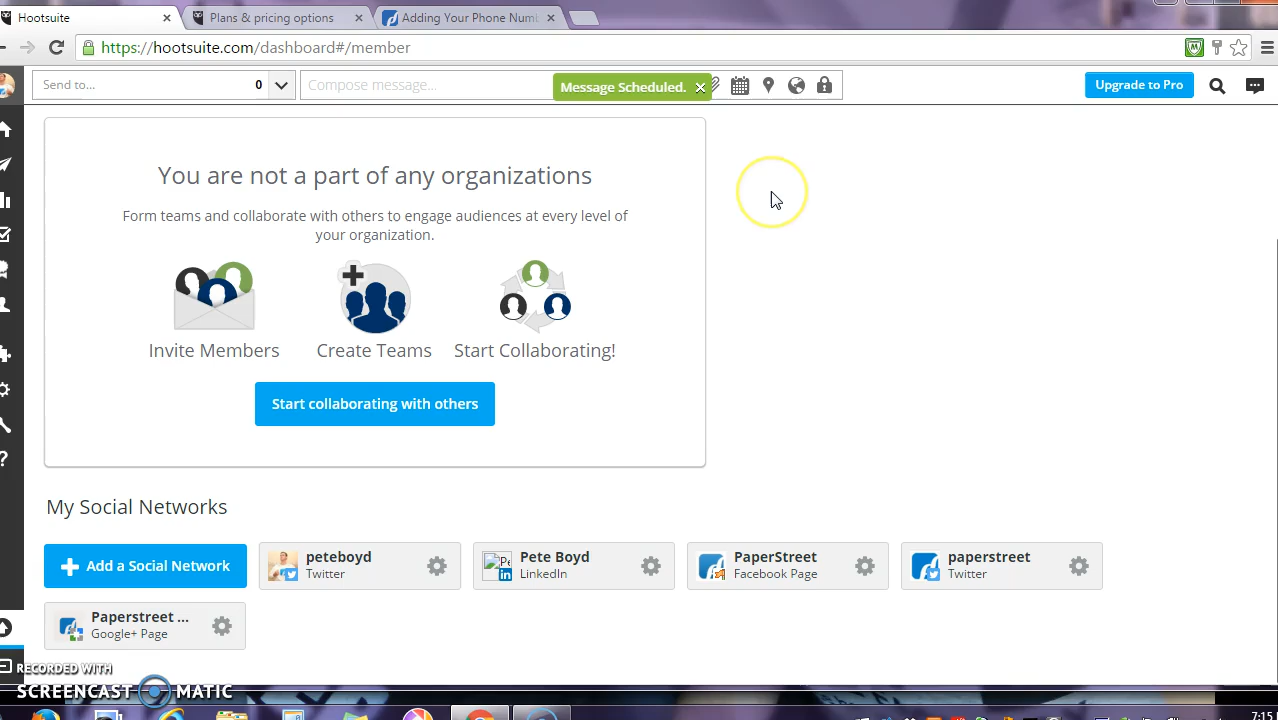 Hootsuite
Plans & pricing options
Adding Your Phone Num
https://hootsuite.com/dashboard#/member
Send to...
0
Compose message...
Message Scheduled.
Upgrade to Pro
You are not a part of any organizations
Form teams and collaborate with others to engage audiences at every level of
your organization.
Invite Members
Create Teams
Start Collaborating!
Start collaborating with others
My Social Networks
Add a Social Network
peteboyd
Twitter
Pete Boyd
LinkedIn
PaperStreet
Facebook Page
paperstreet
Twitter
Paperstreet ...
Google+ Page
RECORDED WITH
SCREENCAST MATIC
7:15